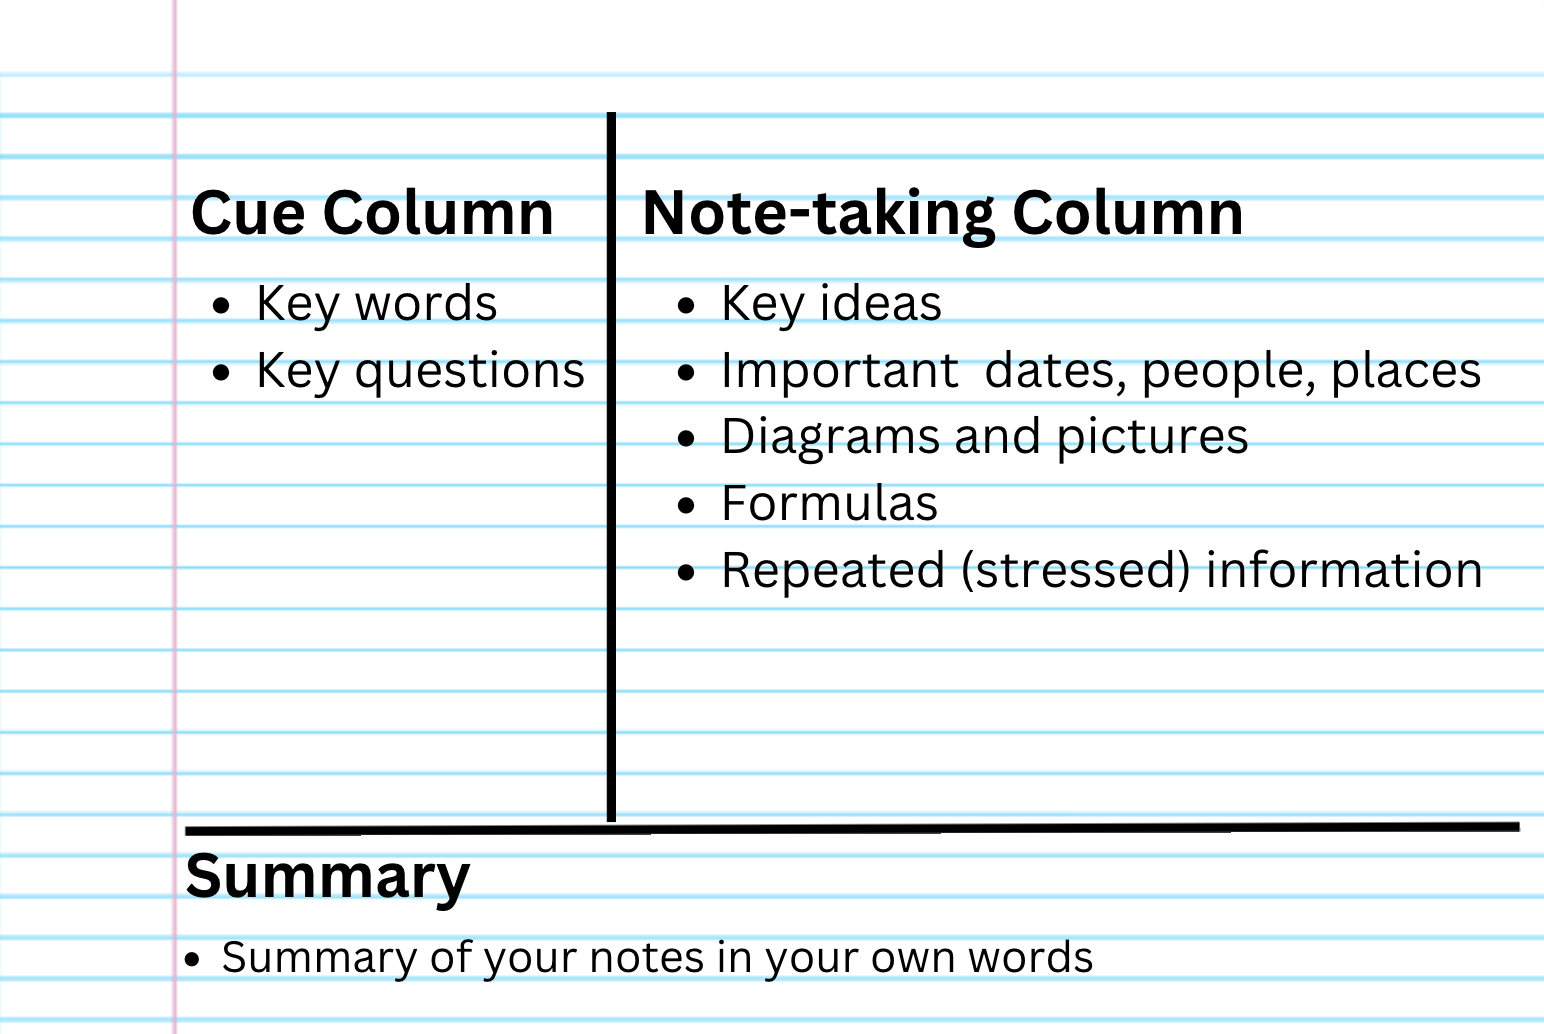 Cue Column
• Key words
• Key questions
Note-taking Column
• Key ideas
• Important  dates, people, places
• Diagrams and pictures
• Formulas
• Repeated (stressed) information
Summary
• Summary of your notes in your own words